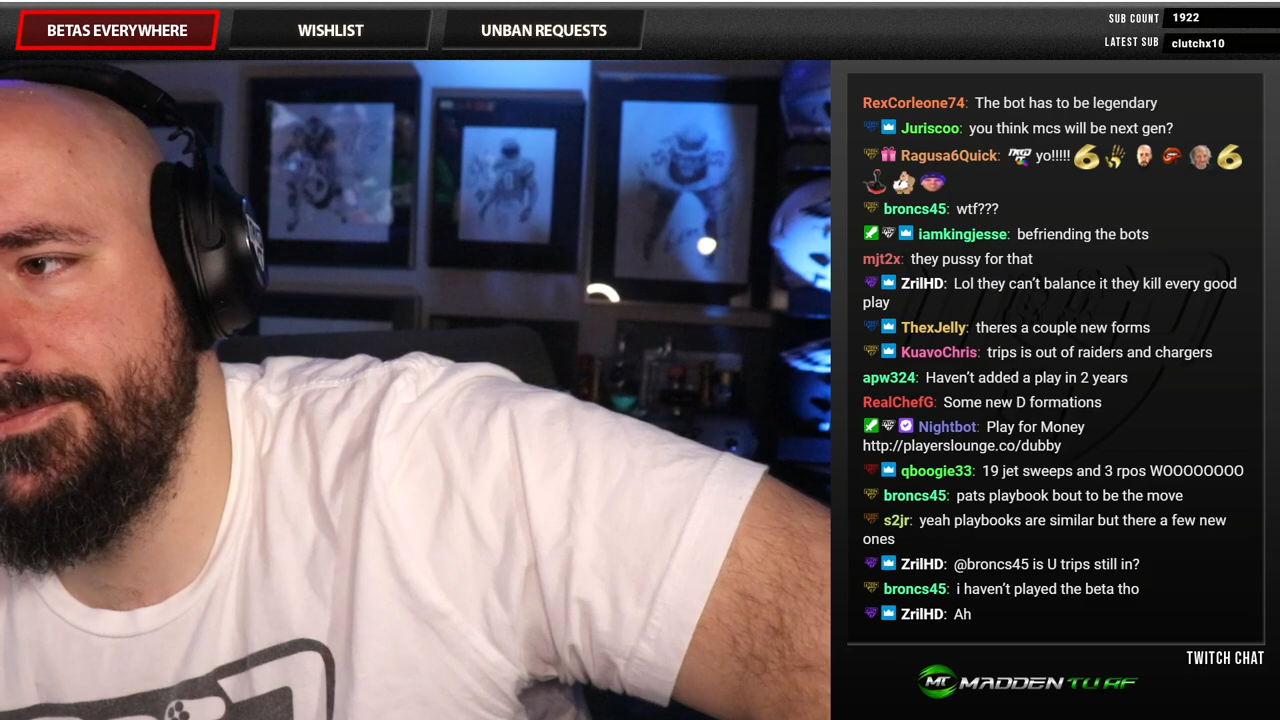 BETAS EVERYWHERE
WISHLIST
UNBAN REQUESTS
SUB COUNT 1922
LATEST SUB clutchx10
RexCorleone74: The bot has to be legendary
Juriscoo: you think mcs will be next gen?
Ragusa6Quick: yo!!!!!
broncs45: wtf???
iamkingjesse: befriending the bots
mjt2x: they pussy for that
ZrilHD: Lol they can’t balance it they kill every good
play
ThexJelly: theres a couple new forms
KuavoChris: trips is out of raiders and chargers
apw324: Haven’t added a play in 2 years
RealChefG: Some new D formations
Nightbot: Play for Money
http://playerslounge.co/dubby
qboogie33: 19 jet sweeps and 3 rpos WOOOOOOOO
broncs45: pats playbook bout to be the move
s2jr: yeah playbooks are similar but there a few new
ones
ZrilHD: @broncs45 is U trips still in?
broncs45: i haven’t played the beta tho
ZrilHD: Ah
TWITCH CHAT
MT MADDEN TURF